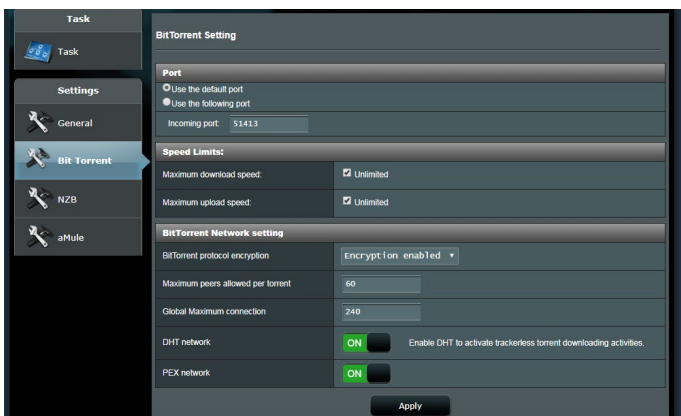 Task
Task
Settings
General
Bit Torrent
NZB
aMule
BitTorrent Setting
Port
Use the default port
Use the following port
Incoming port: 51413
Speed Limits:
Maximum download speed: Unlimited
Maximum upload speed: Unlimited
BitTorrent Network setting
BitTorrent protocol encryption Encryption enabled
Maximum peers allowed per torrent 60
Global Maximum connection 240
DHT network ON Enable DHT to activate trackerless torrent downloading activities.
PEX network ON
Apply